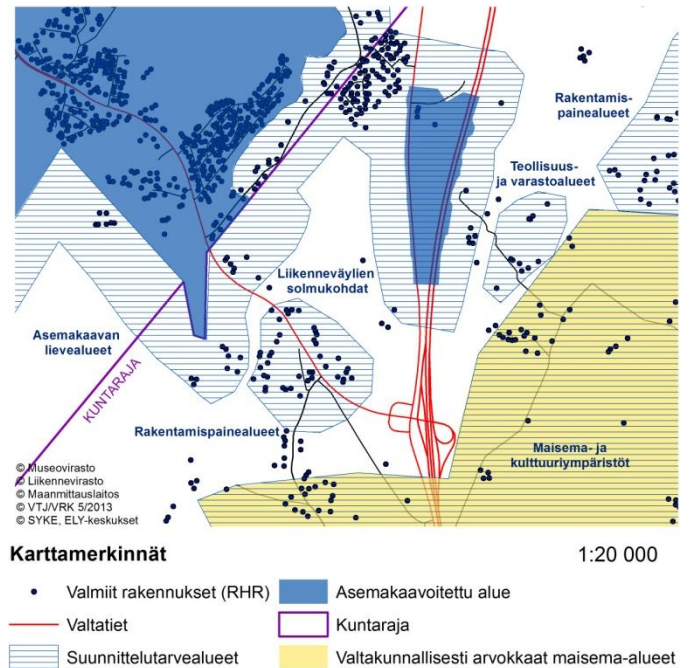 Rakentamis-
painealueet
Teollisuus-
ja varastoalueet
Liikenneväylien
solmukohdat
Asemakaavan
lievealueet
KUNTARAJA
Rakentamispainealueet
Maisema- ja
kulttuuriympäristöt
© Museovirasto
© Liikennevirasto
© Maanmittauslaitos
© VTJ/VRK 5/2013
© SYKE, ELY-keskukset
Karttamerkinnät
1:20 000
Valmiit rakennukset (RHR)
Asemakaavoitettu alue
Valtatiet
Kuntaraja
Suunnittelutarvealueet
Valtakunnallisesti arvokkaat maisema-alueet